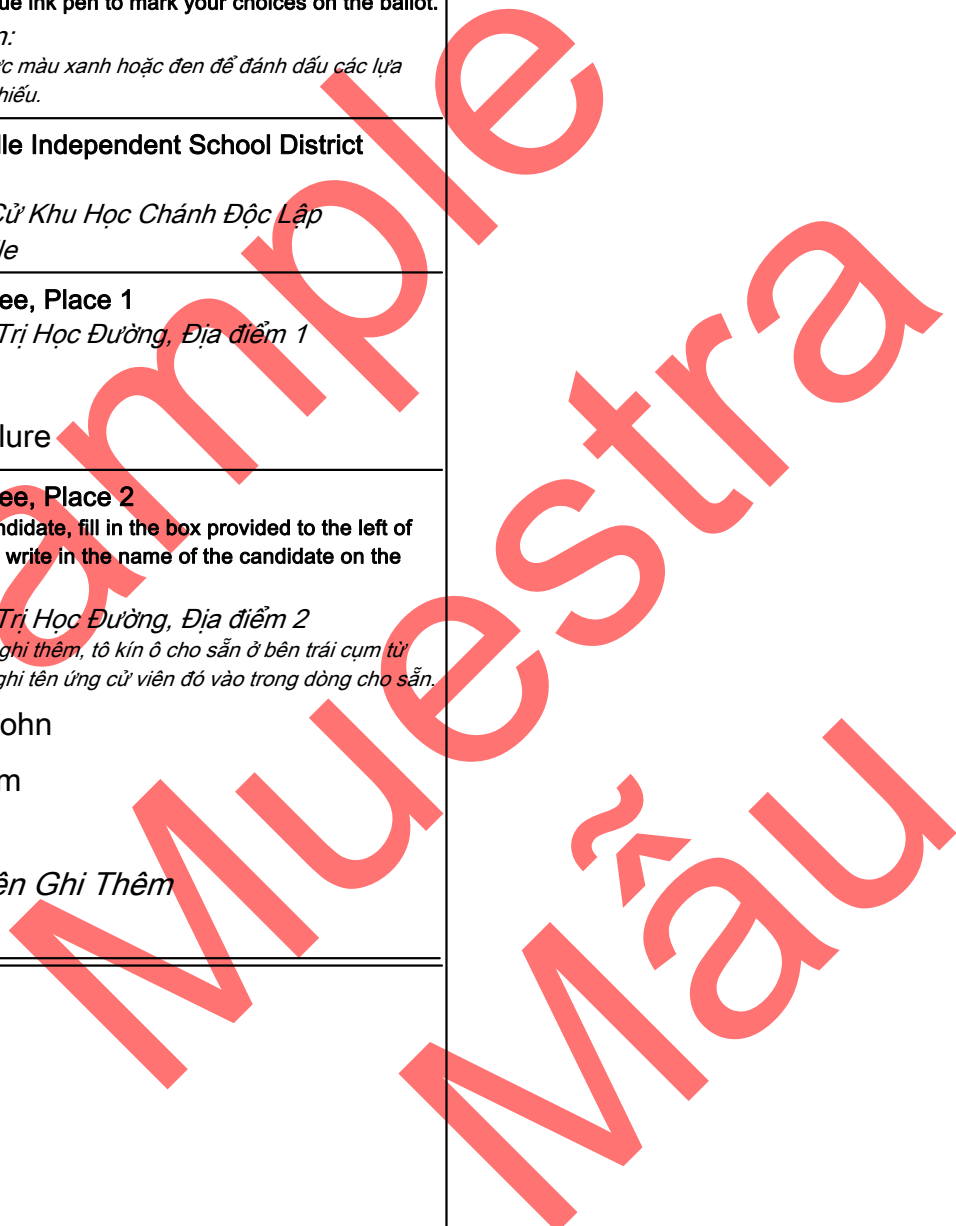 ue ink pen to mark your choices on the ballot.
n:
ực màu xanh hoặc đen để đánh dấu các lựa
hiếu.
lle Independent School District
Cử Khu Học Chánh Độc Lập
le
ee, Place 1
Trị Học Đường, Địa điểm 1
lure
ee, Place 2
ndidate, fill in the box provided to the left of
write in the name of the candidate on the
Trị Học Đường, Địa điểm 2
ghi thêm, tô kín ô cho sẵn ở bên trái cụm từ
ghi tên ứng cử viên đó vào trong dòng cho sẵn.
ohn
m
ên Ghi Thêm
ample
Muestra
Mẫu